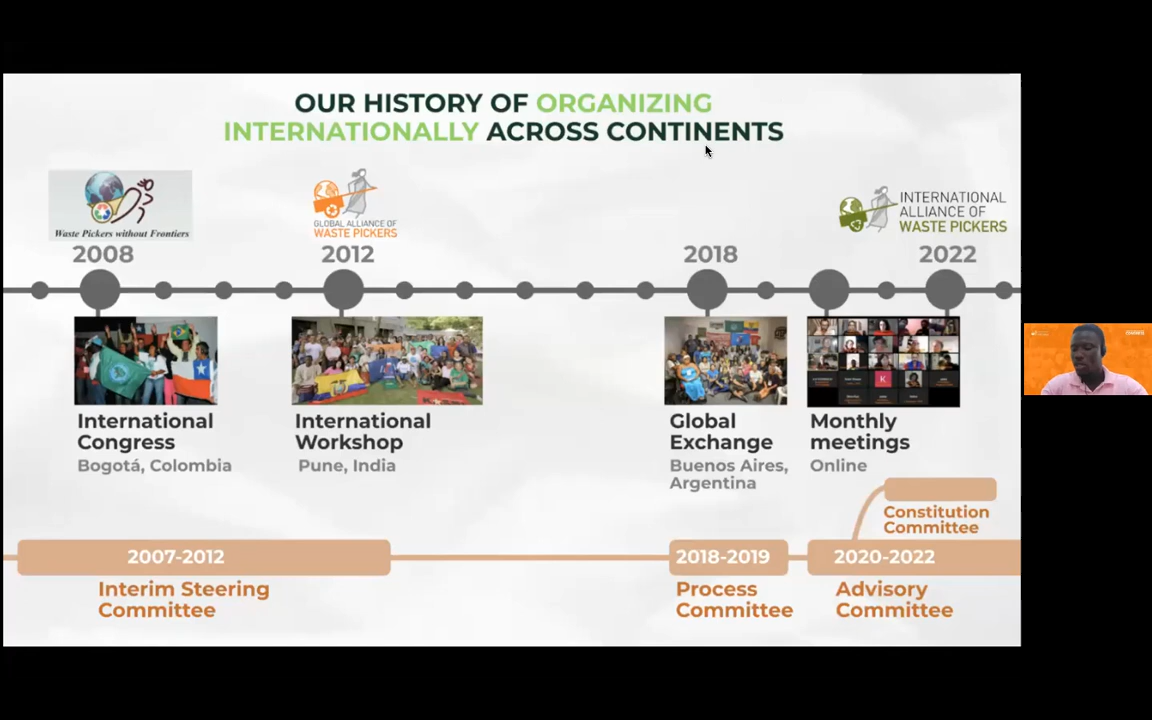 OUR HISTORY OF ORGANIZING
INTERNATIONALLY ACROSS CONTINENTS
Waste Pickers without Frontiers
GLOBAL ALLIANCE OF
WASTE PICKERS
INTERNATIONAL
ALLIANCE OF
WASTE PICKERS
2008
2012
2018
2022
International
Congress
Bogotá, Colombia
International
Workshop
Pune, India
Global
Exchange
Buenos Aires,
Argentina
Monthly
meetings
Online
K
Constitution
Committee
2007-2012
Interim Steering
Committee
2018-2019
Process
Committee
2020-2022
Advisory
Committee